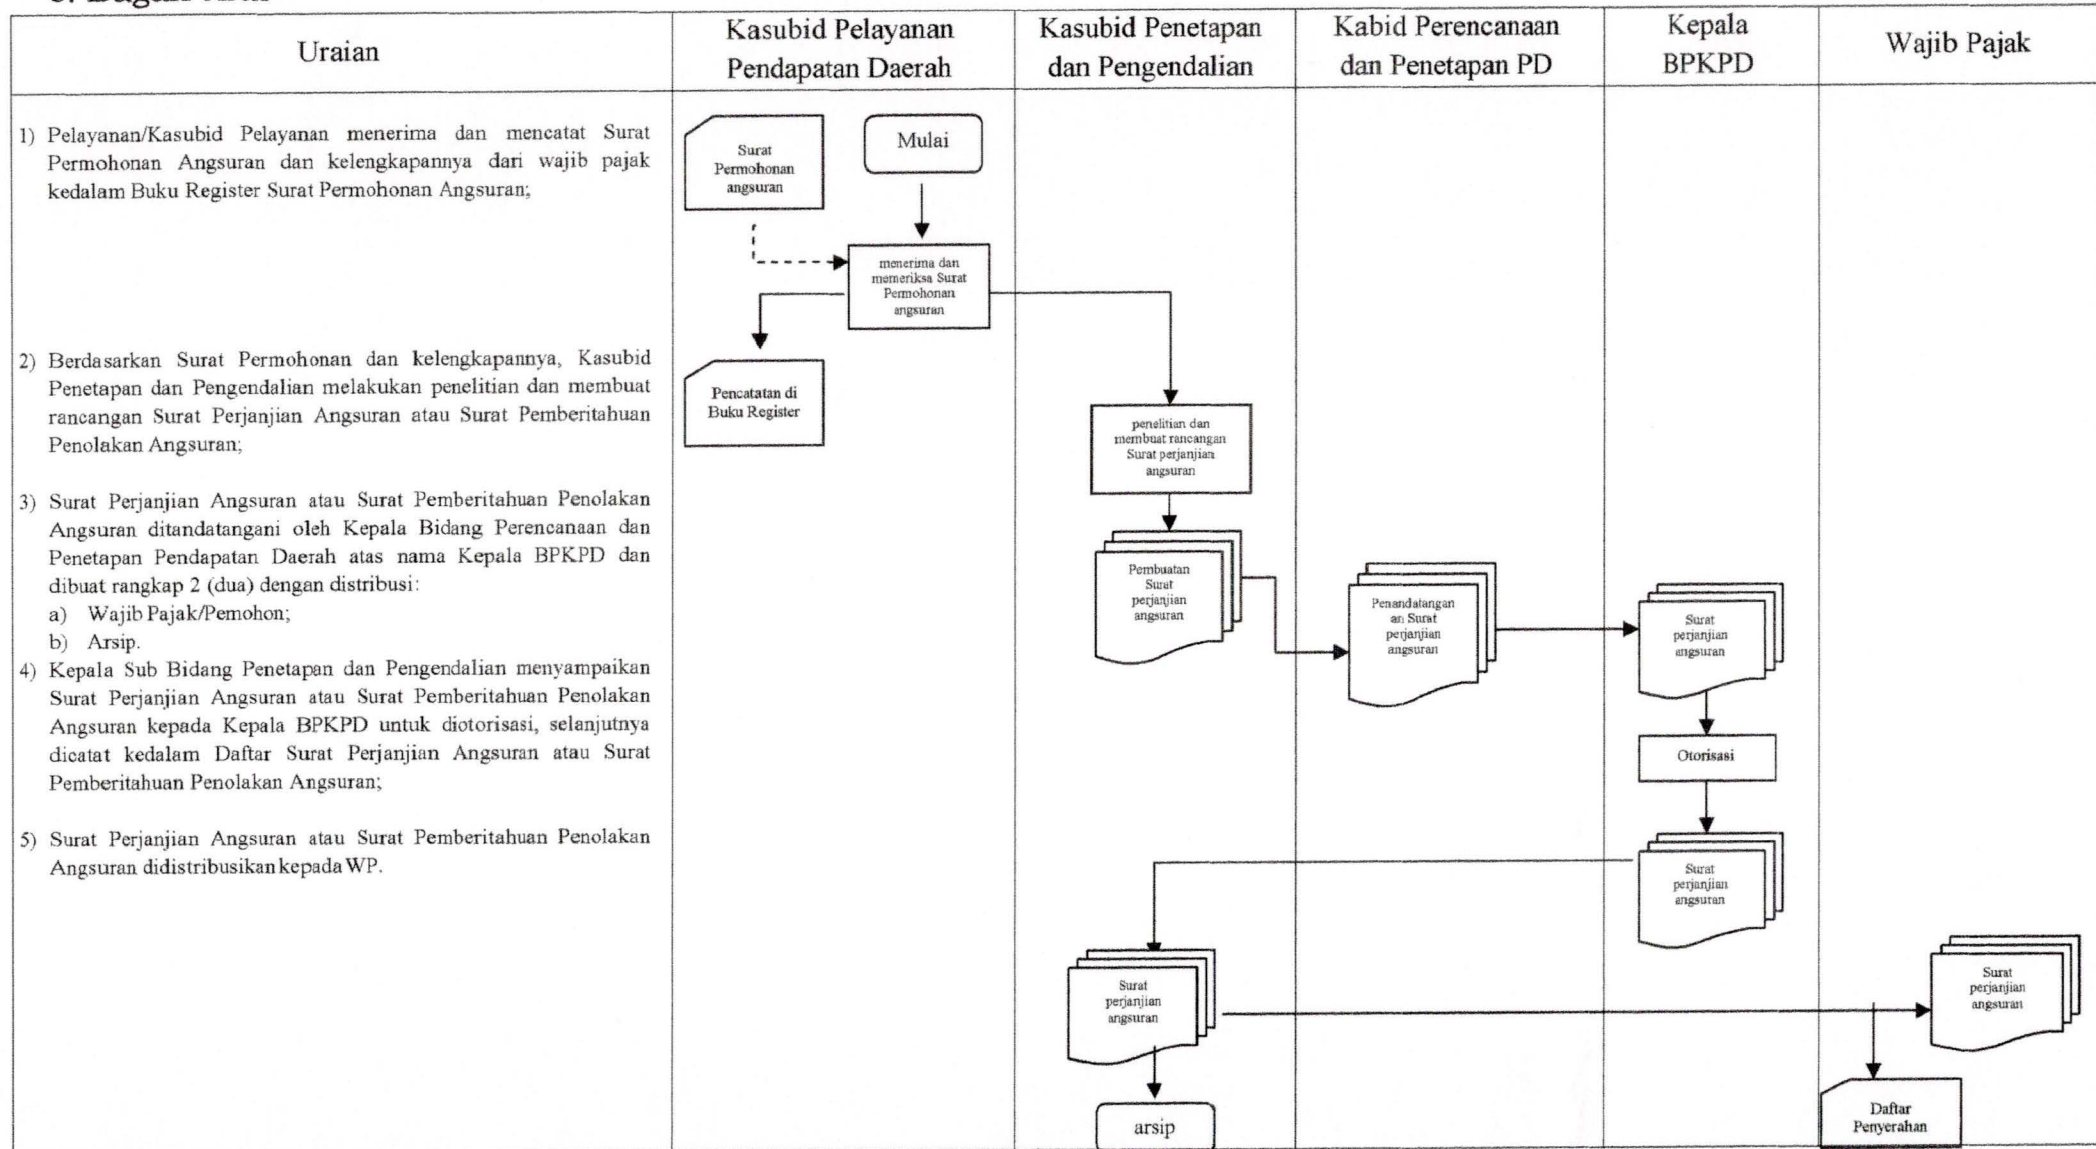 Uraian
Kasubid Pelayanan
Pendapatan Daerah
Kasubid Penetapan
dan Pengendalian
Kabid Perencanaan
dan Penetapan PD
Kepala
BPKPD
Wajib Pajak
1) Pelayanan/Kasubid Pelayanan menerima dan mencatat Surat
Permohonan Angsuran dan kelengkapannya dari wajib pajak
kedalam Buku Register Surat Permohonan Angsuran;
2) Berdasarkan Surat Permohonan dan kelengkapannya, Kasubid
Penetapan dan Pengendalian melakukan penelitian dan membuat
rancangan Surat Perjanjian Angsuran atau Surat Pemberitahuan
Penolakan Angsuran;
3) Surat Perjanjian Angsuran atau Surat Pemberitahuan Penolakan
Angsuran ditandatangani oleh Kepala Bidang Perencanaan dan
Penetapan Pendapatan Daerah atas nama Kepala BPKPD dan
dibuat rangkap 2 (dua) dengan distribusi:
a) Wajib Pajak/Pemohon;
b) Arsip.
4) Kepala Sub Bidang Penetapan dan Pengendalian menyampaikan
Surat Perjanjian Angsuran atau Surat Pemberitahuan Penolakan
Angsuran kepada Kepala BPKPD untuk diotorisasi, selanjutnya
dicatat kedalam Daftar Surat Perjanjian Angsuran atau Surat
Pemberitahuan Penolakan Angsuran;
5) Surat Perjanjian Angsuran atau Surat Pemberitahuan Penolakan
Angsuran didistribusikan kepada WP.
Surat
Permohonan
angsuran
Mulai
menerima dan
memeriksa Surat
Permohonan
angsuran
Pencatatan di
Buku Register
penelitian dan
membuat rancangan
Surat perjanjian
angsuran
Pembuatan
Surat
perjanjian
angsuran
Penandatangan
an Surat
perjanjian
angsuran
Surat
perjanjian
angsuran
Otorisasi
Surat
perjanjian
angsuran
Surat
perjanjian
angsuran
Surat
perjanjian
angsuran
arsip
Daftar
Penyerahan